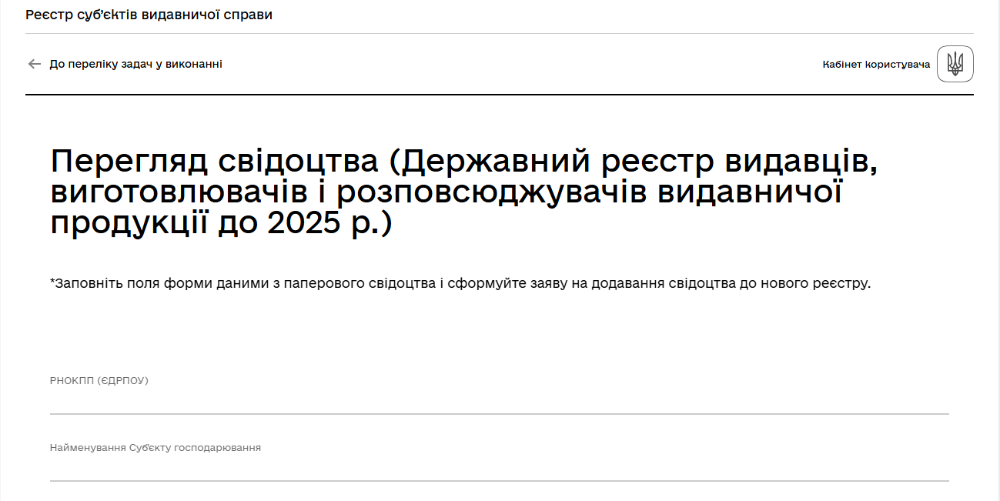 Реєстр суб’єктів видавничої справи
До переліку задач у виконанні
Кабінет користувача
Перегляд свідоцтва (Державний реєстр видавців,
виготовлювачів і розповсюджувачів видавничої
продукції до 2025 р.)
*Заповніть поля форми даними з паперового свідоцтва і сформуйте заяву на додавання свідоцтва до нового реєстру.
РНОКПП (ЄДРПОУ)
Найменування Суб'єкту господарювання